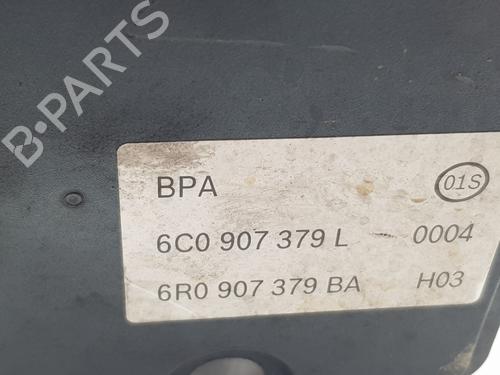 B-PARTS
BPA 01S
6C0 907 379 L 0004
6R0 907 379 BA H03